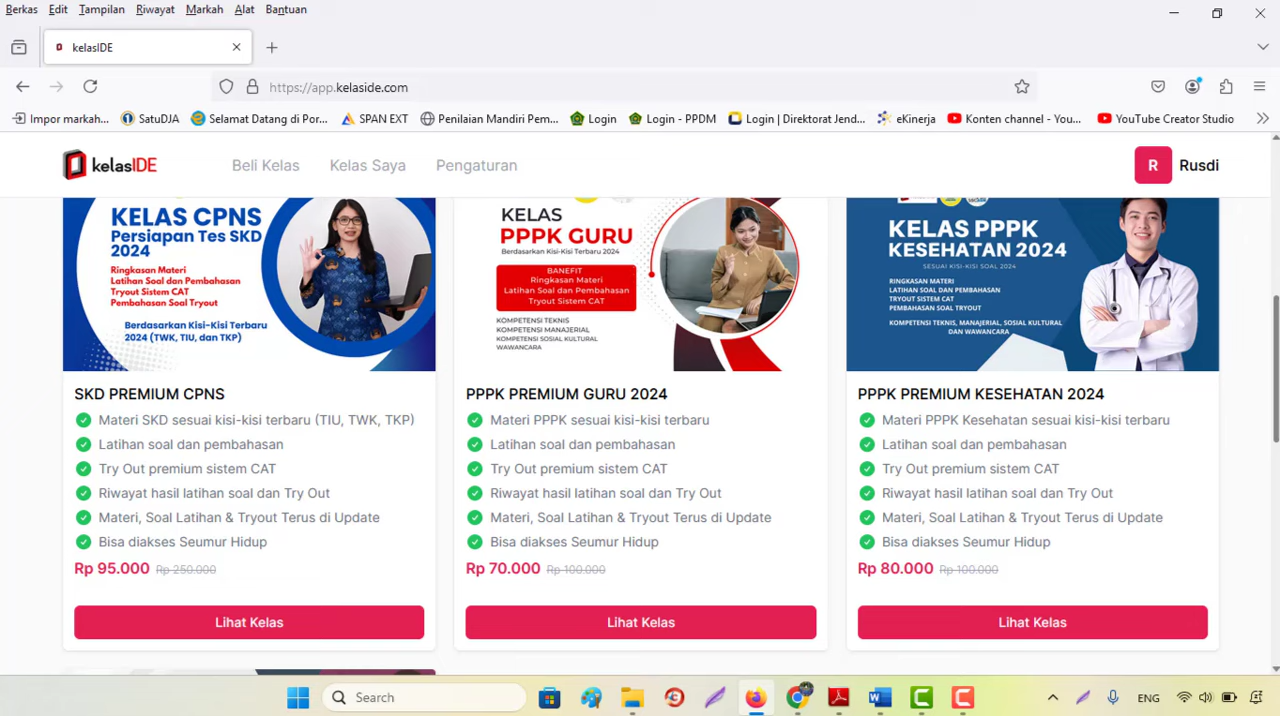 Berkas Edit Tampilan Riwayat Markah Alat Bantuan
kelasIDE
https://app.kelaside.com
Impor markah... SatuDJA Selamat Datang di Por... SPAN EXT Penilaian Mandiri Pem... Login Login - PPDM Login | Direktorat Jend... eKinerja Konten channel - You... YouTube Creator Studio
kelasIDE Beli Kelas Kelas Saya Pengaturan R Rusdi
KELAS CPNS
Persiapan Tes SKD
2024
Ringkasan Materi
Latihan Soal dan Pembahasan
Tryout Sistem CAT
Pembahasan Soal Tryout
Berdasarkan Kisi-Kisi Terbaru
2024 (TWK, TIU, dan TKP)
SKD PREMIUM CPNS
Materi SKD sesuai kisi-kisi terbaru (TIU, TWK, TKP)
Latihan soal dan pembahasan
Try Out premium sistem CAT
Riwayat hasil latihan soal dan Try Out
Materi, Soal Latihan & Tryout Terus di Update
Bisa diakses Seumur Hidup
Rp 95.000 Rp 250.000
Lihat Kelas
KELAS
PPPK GURU
Berdasarkan Kisi-Kisi Terbaru 2024
BANEFIT
Ringkasan Materi
Latihan Soal dan Pembahasan
Tryout Sistem CAT
KOMPETENSI TEKNIS
KOMPETENSI MANAJERIAL
KOMPETENSI SOSIAL KULTURAL
WAWANCARA
PPPK PREMIUM GURU 2024
Materi PPPK sesuai kisi-kisi terbaru
Latihan soal dan pembahasan
Try Out premium sistem CAT
Riwayat hasil latihan soal dan Try Out
Materi, Soal Latihan & Tryout Terus di Update
Bisa diakses Seumur Hidup
Rp 70.000 Rp 100.000
Lihat Kelas
KELAS PPPK
KESEHATAN 2024
SESUAI KISI-KISI SOAL 2024
RINGKASAN MATERI
LATIHAN SOAL DAN PEMBAHASAN
TRYOUT SISTEM CAT
PEMBAHASAN SOAL TRYOUT
KOMPETENSI TEKNIS, MANAJERIAL, SOSIAL KULTURAL
DAN WAWANCARA
PPPK PREMIUM KESEHATAN 2024
Materi PPPK Kesehatan sesuai kisi-kisi terbaru
Latihan soal dan pembahasan
Try Out premium sistem CAT
Riwayat hasil latihan soal dan Try Out
Materi, Soal Latihan & Tryout Terus di Update
Bisa diakses Seumur Hidup
Rp 80.000 Rp 100.000
Lihat Kelas
Search
ENG